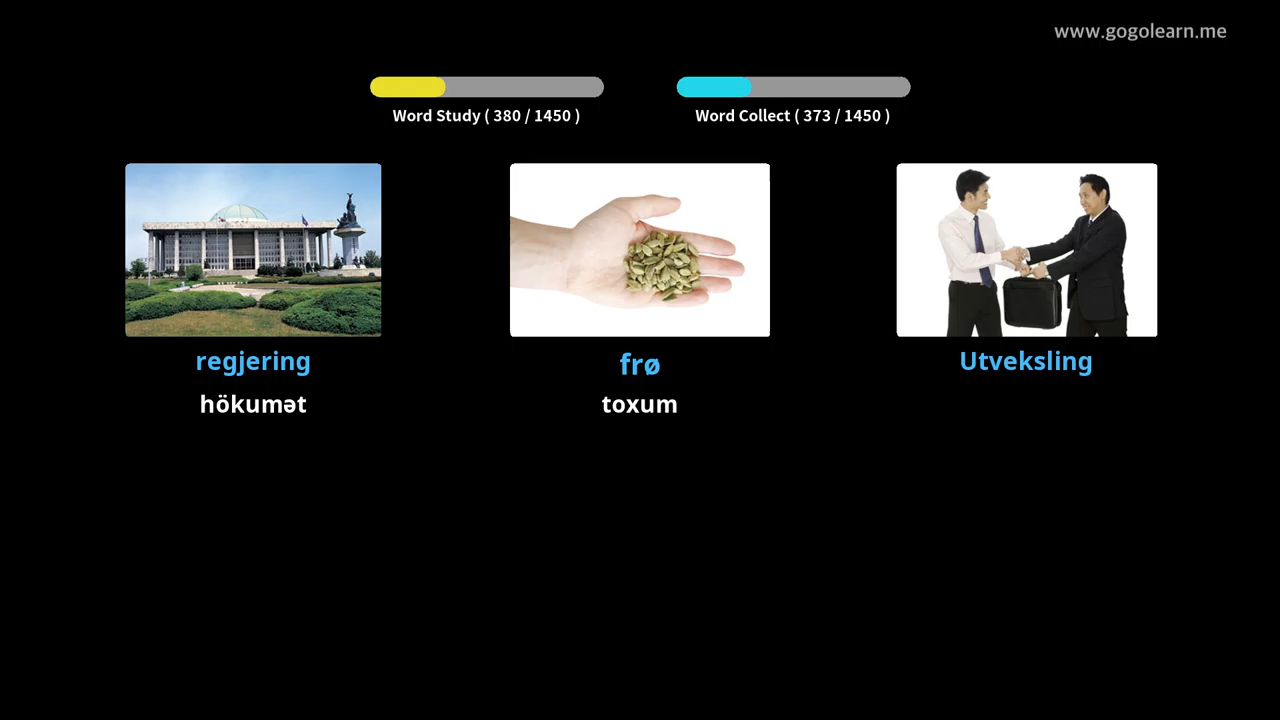 www.gogolearn.me
Word Study ( 380 / 1450 )
Word Collect ( 373 / 1450 )
regjering
frø
Utveksling
hökumət
toxum